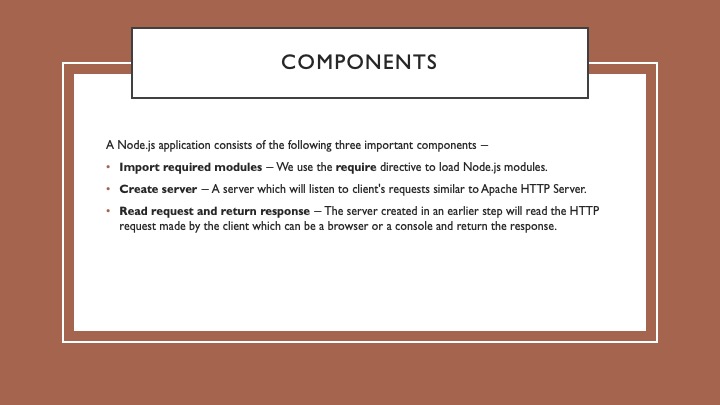 COMPONENTS
A Node.js application consists of the following three important components –
• Import required modules – We use the require directive to load Node.js modules.
• Create server – A server which will listen to client's requests similar to Apache HTTP Server.
• Read request and return response – The server created in an earlier step will read the HTTP
request made by the client which can be a browser or a console and return the response.